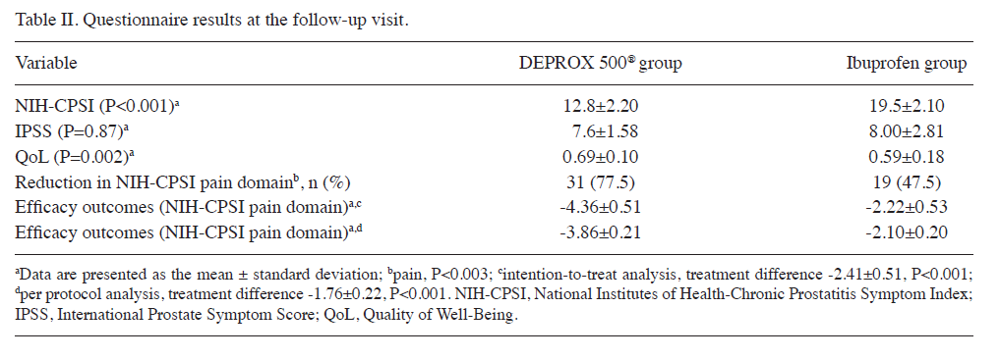 Table II. Questionnaire results at the follow-up visit.
Variable DEPROX 500® group Ibuprofen group
NIH-CPSI (P<0.001)ᵃ 12.8±2.20 19.5±2.10
IPSS (P=0.87)ᵃ 7.6±1.58 8.00±2.81
QoL (P=0.002)ᵃ 0.69±0.10 0.59±0.18
Reduction in NIH-CPSI pain domainᵇ, n (%) 31 (77.5) 19 (47.5)
Efficacy outcomes (NIH-CPSI pain domain)ᵃ,ᶜ -4.36±0.51 -2.22±0.53
Efficacy outcomes (NIH-CPSI pain domain)ᵃ,ᵈ -3.86±0.21 -2.10±0.20
ᵃData are presented as the mean ± standard deviation; ᵇpain, P<0.003; ᶜintention-to-treat analysis, treatment difference -2.41±0.51, P<0.001;
ᵈper protocol analysis, treatment difference -1.76±0.22, P<0.001. NIH-CPSI, National Institutes of Health-Chronic Prostatitis Symptom Index;
IPSS, International Prostate Symptom Score; QoL, Quality of Well-Being.